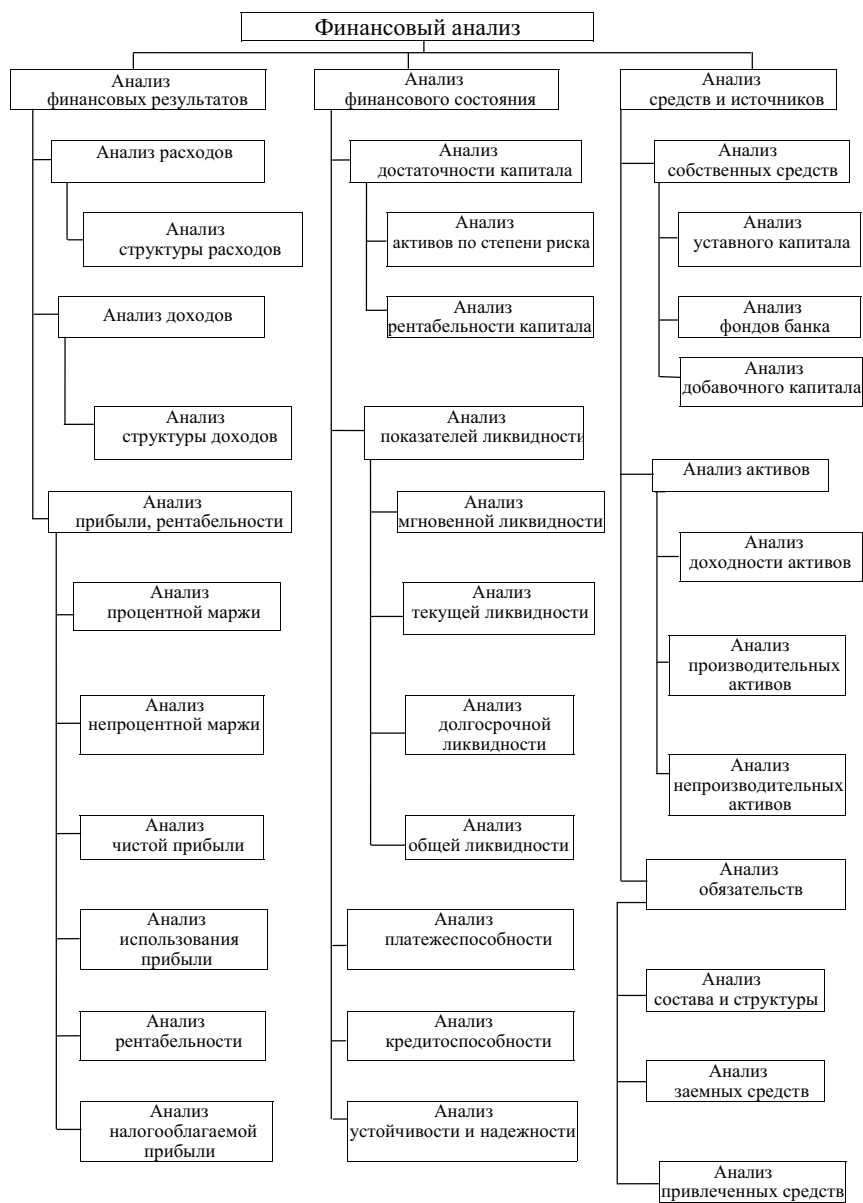 Финансовый анализ
Анализ
финансовых результатов
Анализ расходов
Анализ
структуры расходов
Анализ доходов
Анализ
структуры доходов
Анализ
прибыли, рентабельности
Анализ
процентной маржи
Анализ
непроцентной маржи
Анализ
чистой прибыли
Анализ
использования
прибыли
Анализ
рентабельности
Анализ
налогооблагаемой
прибыли
Анализ
финансового состояния
Анализ
достаточности капитала
Анализ
активов по степени риска
Анализ
рентабельности капитала
Анализ
показателей ликвидности
Анализ
мгновенной ликвидности
Анализ
текущей ликвидности
Анализ
долгосрочной
ликвидности
Анализ
общей ликвидности
Анализ
платежеспособности
Анализ
кредитоспособности
Анализ
устойчивости и надежности
Анализ
средств и источников
Анализ
собственных средств
Анализ
уставного капитала
Анализ
фондов банка
Анализ
добавочного капитала
Анализ активов
Анализ
доходности активов
Анализ
производительных
активов
Анализ
непроизводительных
активов
Анализ
обязательств
Анализ
состава и структуры
Анализ
заемных средств
Анализ
привлеченных средств